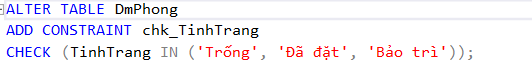 ALTER TABLE DmPhong
ADD CONSTRAINT chk_TinhTrang
CHECK (TinhTrang IN ('Trống', 'Đã đặt', 'Bảo trì'));